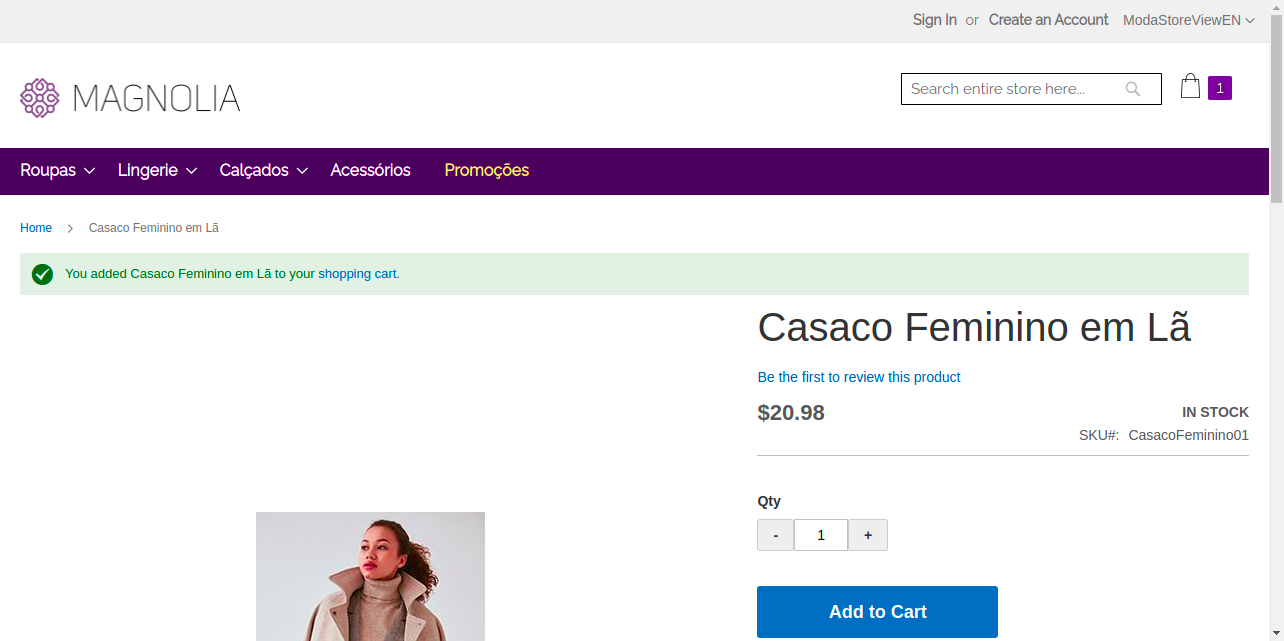 Sign In or Create an Account ModaStoreViewEN
MAGNOLIA
Search entire store here...
1
Roupas Lingerie Calçados Acessórios Promoções
Home Casaco Feminino em Lã
You added Casaco Feminino em Lã to your shopping cart.
Casaco Feminino em Lã
Be the first to review this product
$20.98
IN STOCK
SKU#: CasacoFeminino01
Qty
- 1 +
Add to Cart